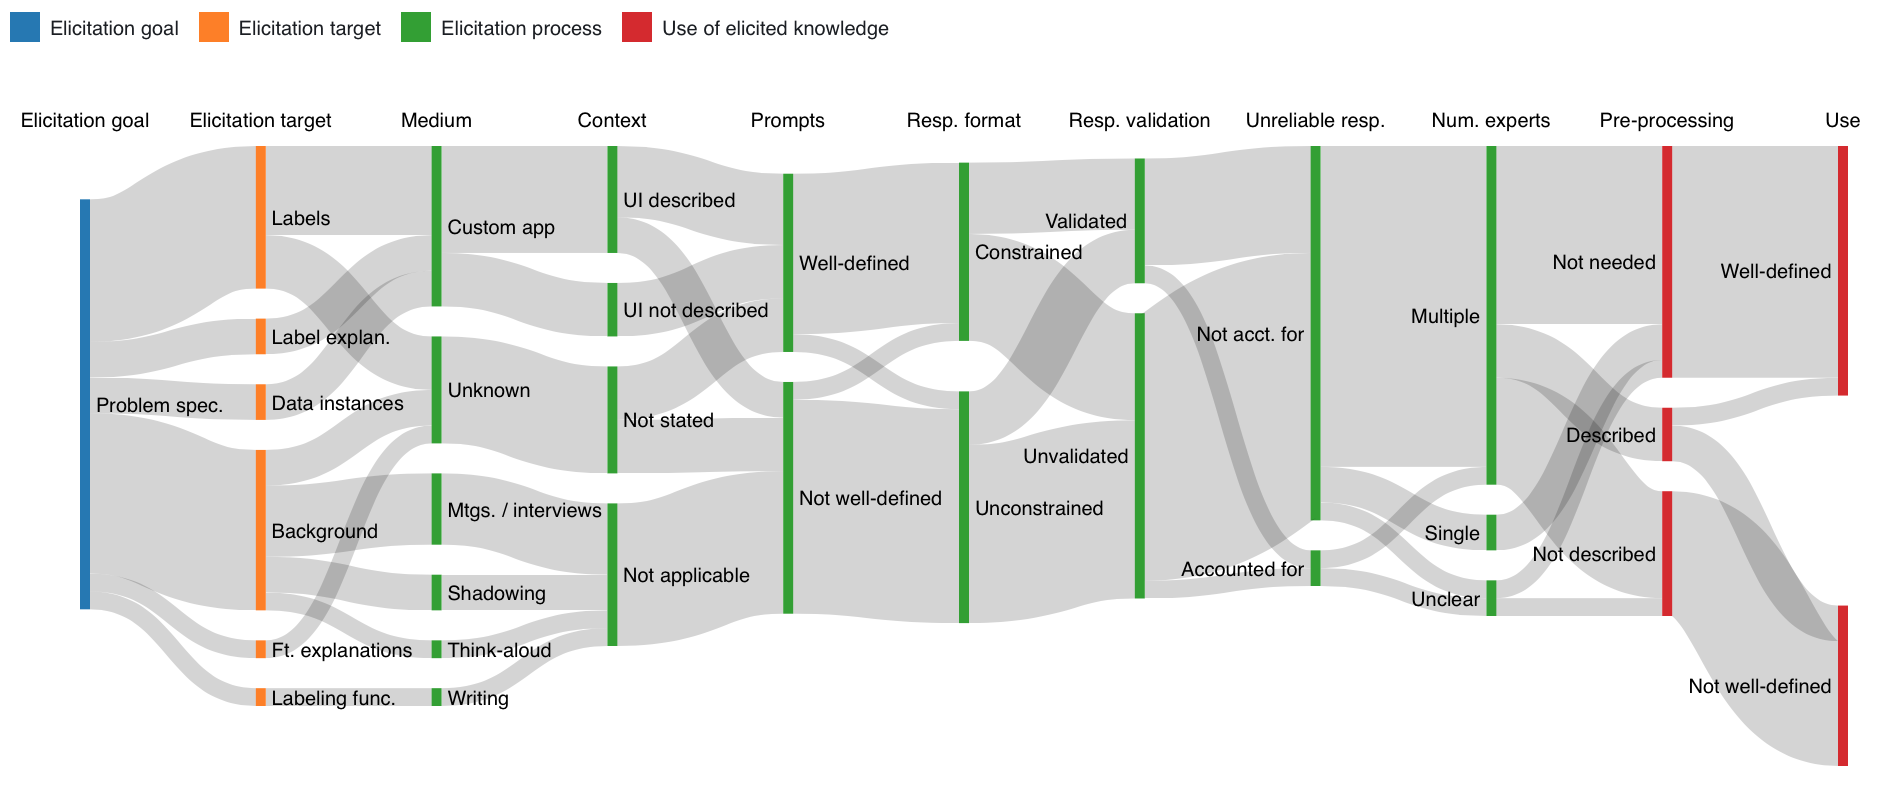 Elicitation goal
Elicitation target
Elicitation process
Use of elicited knowledge
Elicitation goal
Elicitation target
Medium
Context
Prompts
Resp. format
Resp. validation
Unreliable resp.
Num. experts
Pre-processing
Use
Problem spec.
Labels
Label explan.
Data instances
Background
Ft. explanations
Labeling func.
Custom app
Unknown
Mtgs. / interviews
Shadowing
Think-aloud
Writing
UI described
UI not described
Not stated
Not applicable
Well-defined
Not well-defined
Constrained
Unconstrained
Validated
Unvalidated
Not acct. for
Accounted for
Multiple
Single
Unclear
Not needed
Described
Not described
Well-defined
Not well-defined